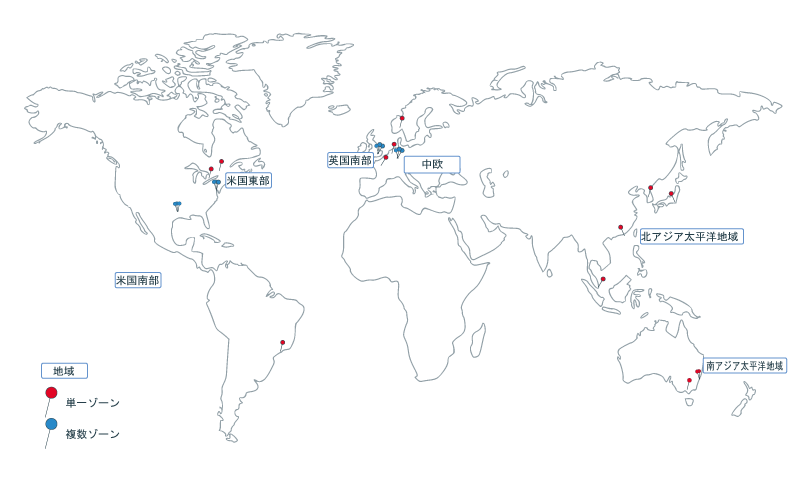 英国南部
中欧
米国東部
北アジア太平洋地域
米国南部
南アジア太平洋地域
地域
単一ゾーン
複数ゾーン